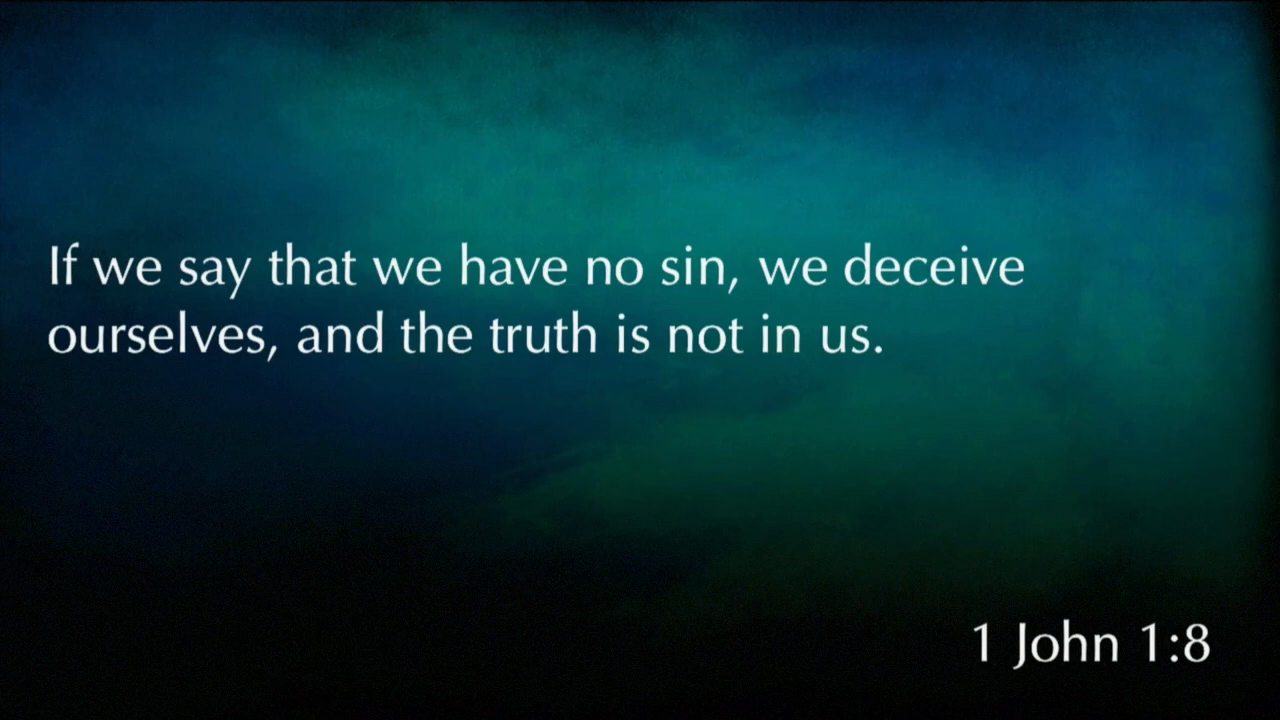 If we say that we have no sin, we deceive
ourselves, and the truth is not in us.
1 John 1:8